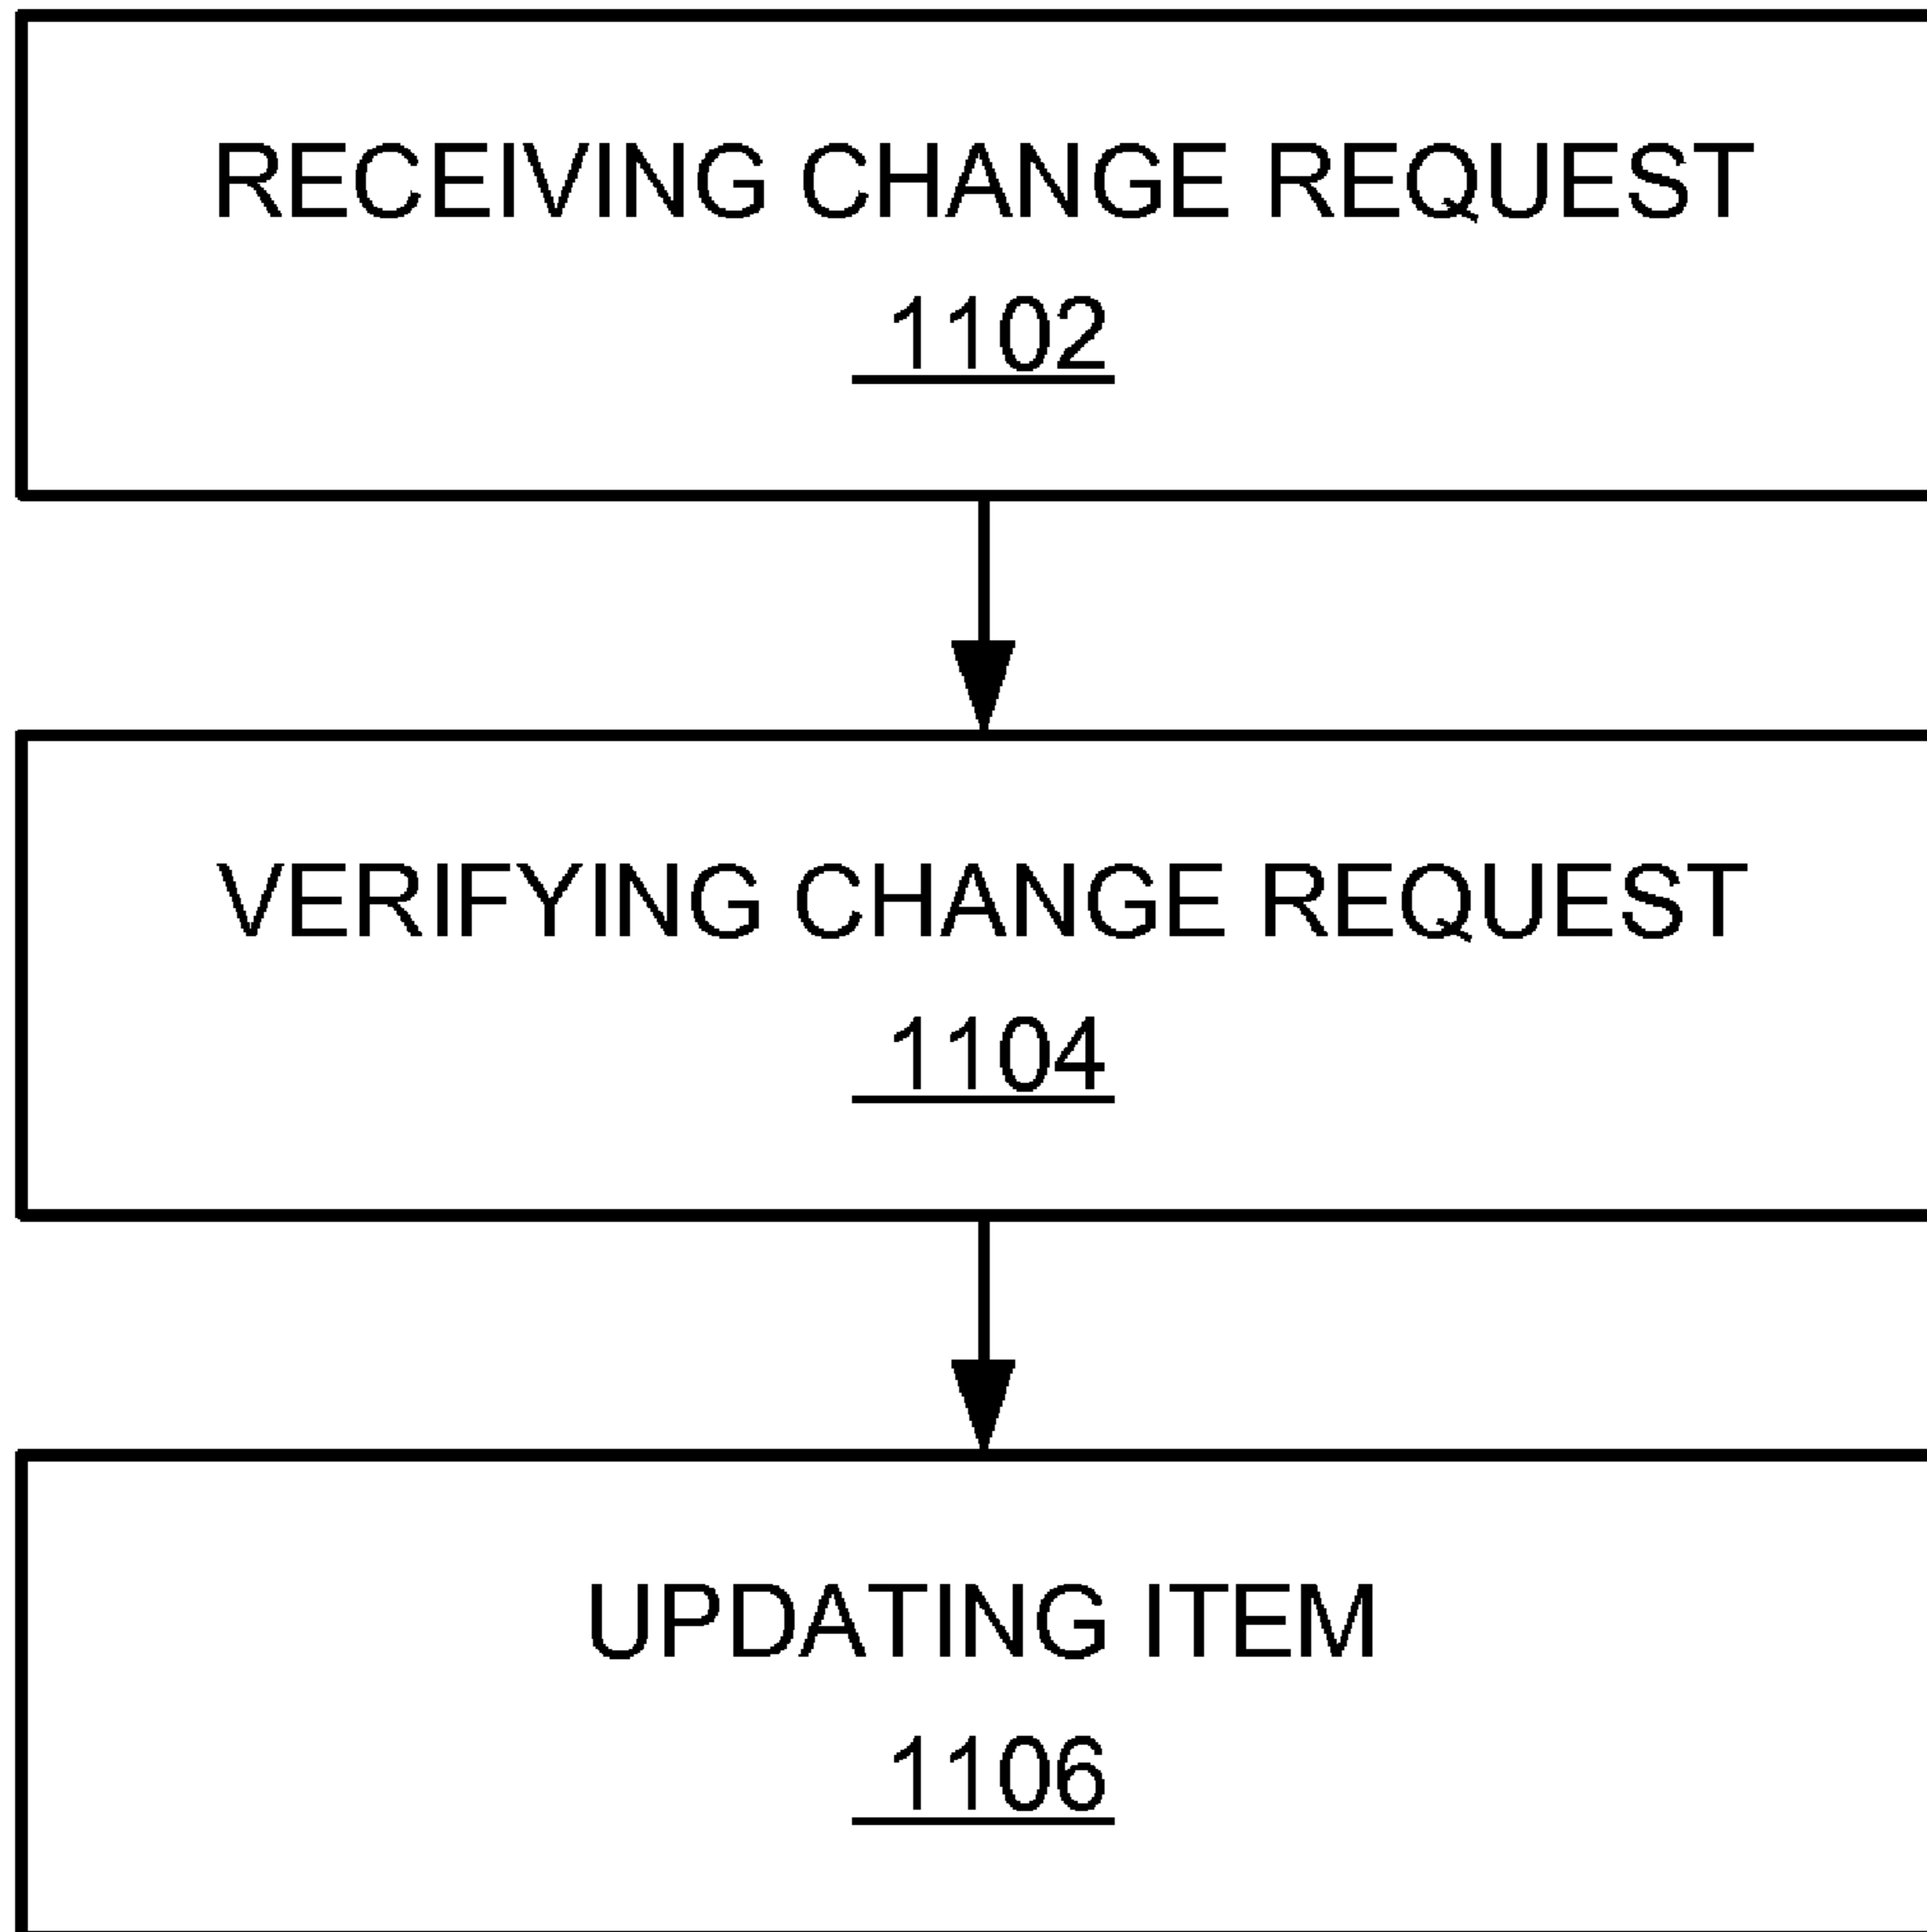 RECEIVING CHANGE REQUEST
1102
VERIFYING CHANGE REQUEST
1104
UPDATING ITEM
1106